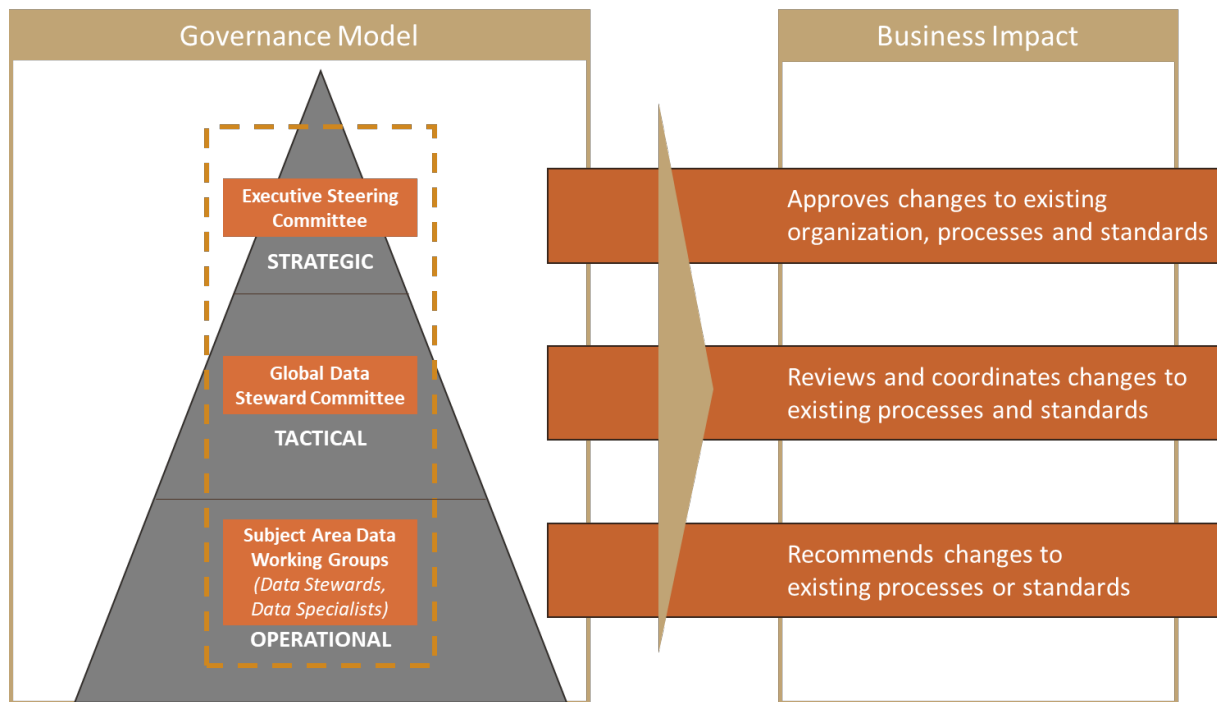 Governance Model
Business Impact
Executive Steering
Committee
STRATEGIC
Approves changes to existing
organization, processes and standards
Global Data
Steward Committee
TACTICAL
Reviews and coordinates changes to
existing processes and standards
Subject Area Data
Working Groups
(Data Stewards,
Data Specialists)
OPERATIONAL
Recommends changes to
existing processes or standards